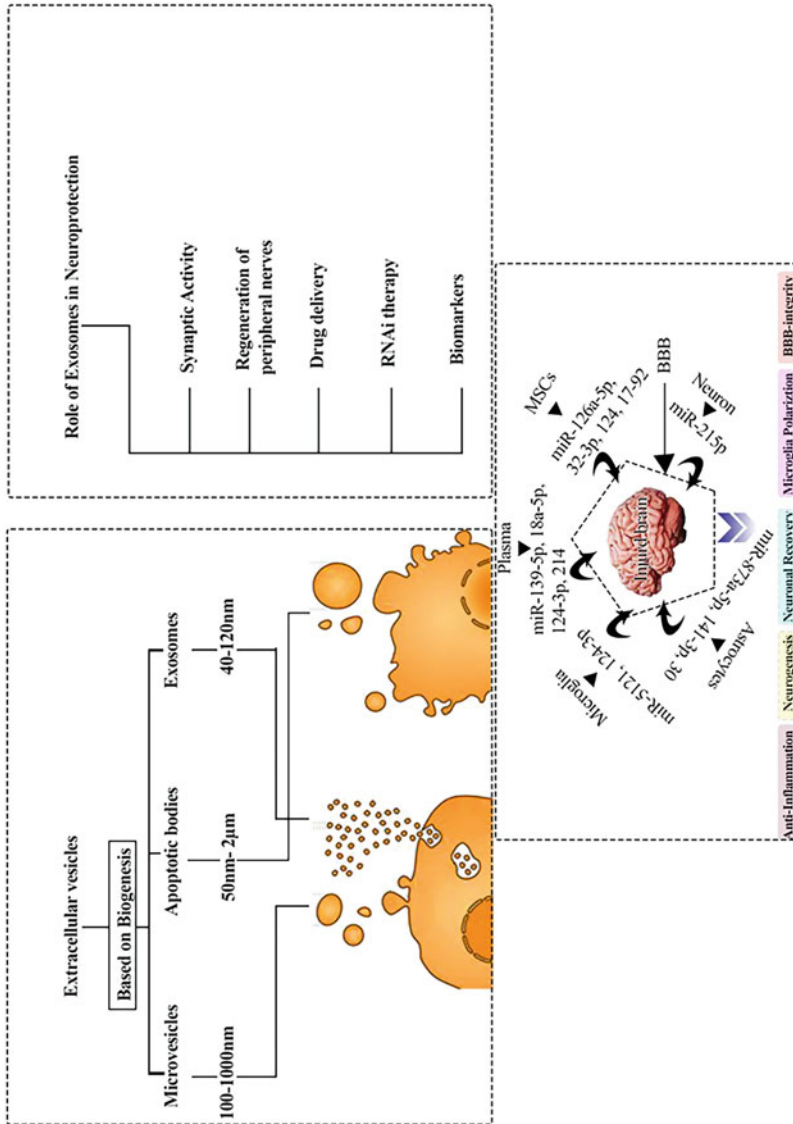 Extracellular vesicles
Based on Biogenesis
Microvesicles
Apoptotic bodies
Exosomes
100-1000nm
50nm- 2μm
40-120nm
Role of Exosomes in Neuroprotection
Synaptic Activity
Regeneration of
peripheral nerves
Drug delivery
RNAi therapy
Biomarkers
Plasma
miR-139-5p, 18a-5p,
124-3p, 214
MSCs
miR-126a-5p,
32-3p, 124, 17-92
BBB
Neuron
miR-215p
Microglia
miR-5121, 124-3p
Astrocytes
miR-873a-5p, 141-3p, 30
Injurd brain
Anti-Inflammation
Neurogenesis
Neuronal Recovery
Microglia Polariztion
BBB-integrity